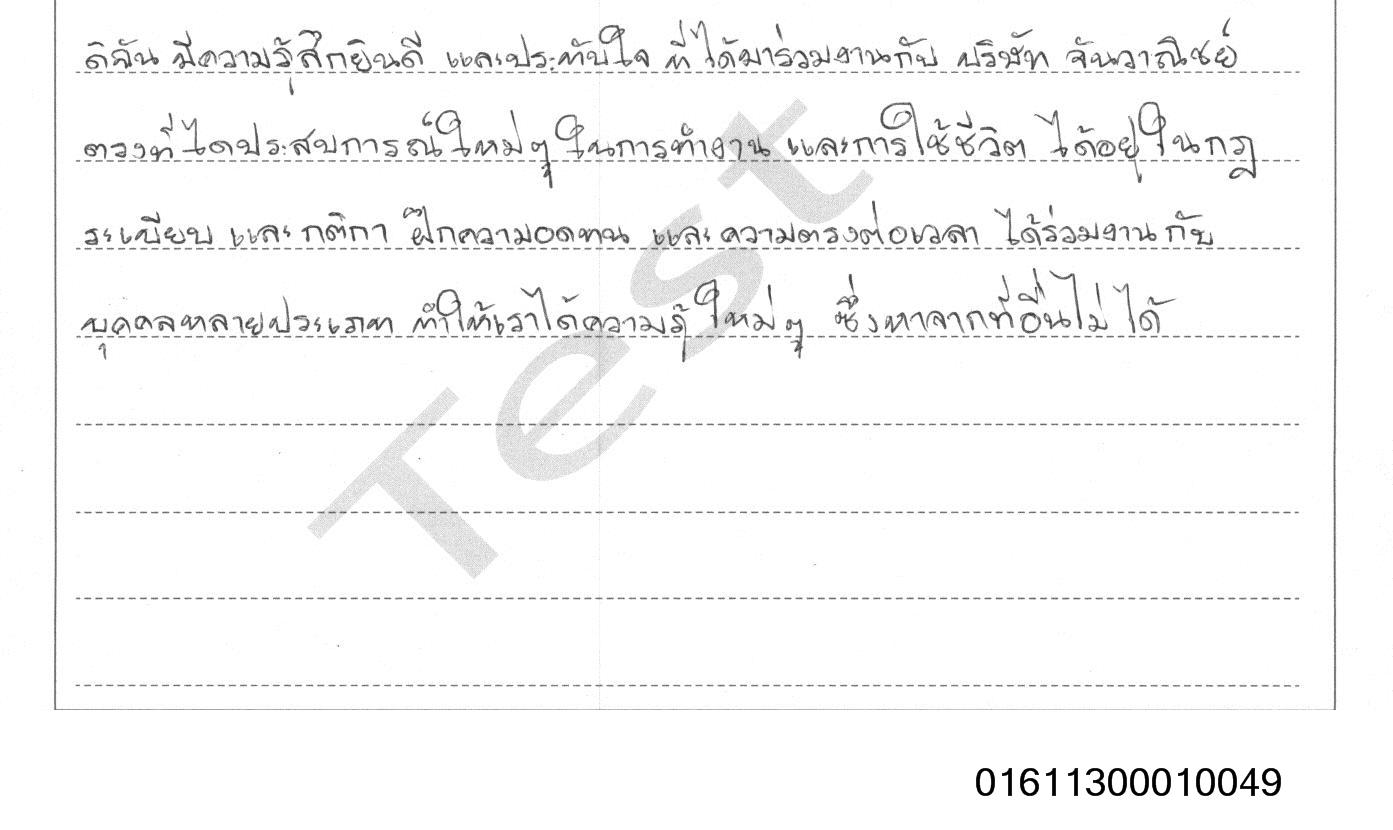 ดิฉัน มีความรู้สึกยินดี และประทับใจ ที่ได้มาร่วมงานกับ บริษัท จันวาณิชย์
ตรงที่ได้ประสบการณ์ใหม่ๆ ในการทำงาน และการใช้ชีวิต ได้อยู่ในกฎ
ระเบียบ และ กติกา ฝึกความอดทน และ ความตรงต่อเวลา ได้ร่วมงานกับ
บุคคลหลายประเภท ทำให้เราได้ความรู้ใหม่ๆ ซึ่งหาจากที่อื่นไม่ได้
Test
01611300010049